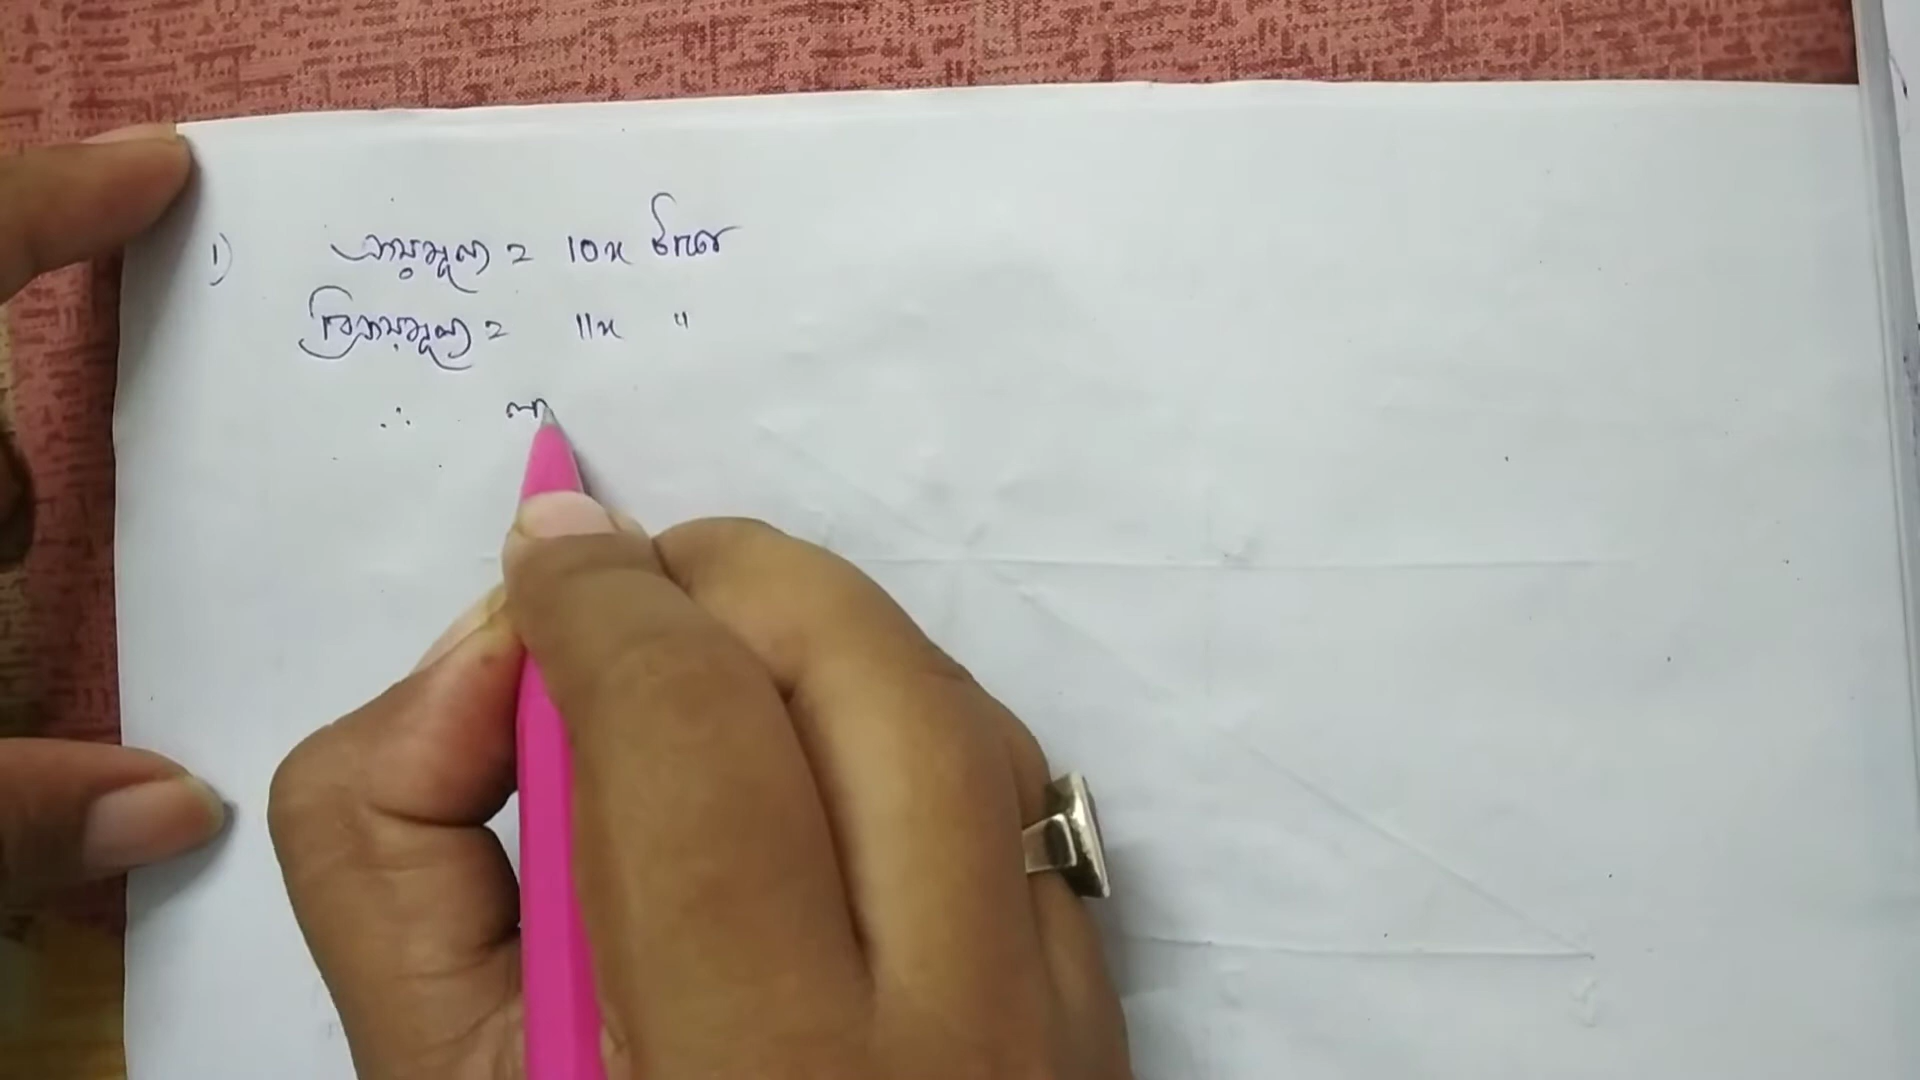 1) ক্রয়মূল্য = 10x টাকা
বিক্রয়মূল্য = 11x "
∴ লা